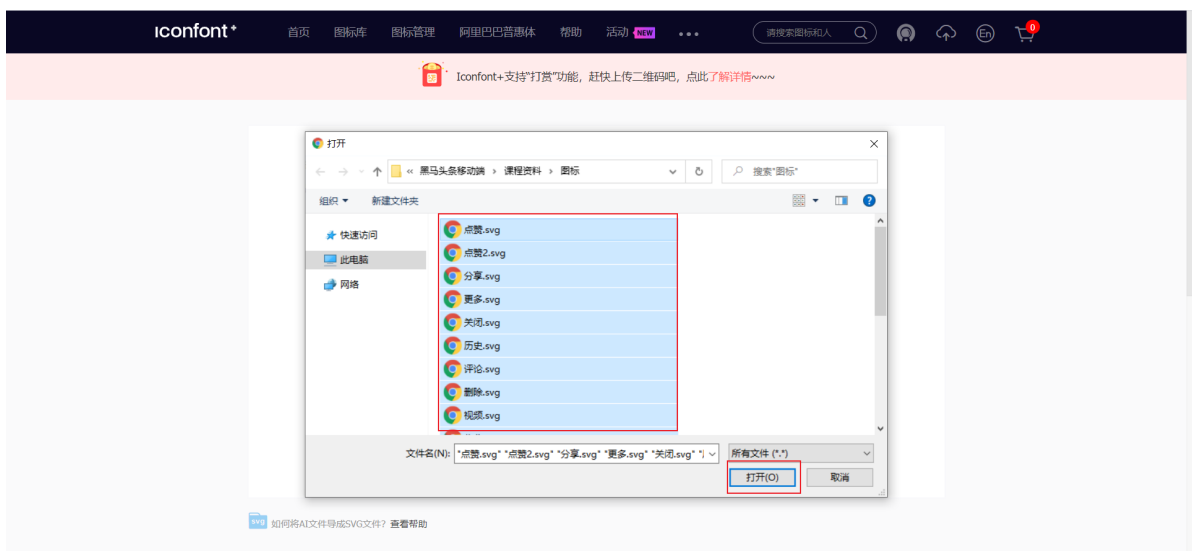 Iconfont+ 首页 图标库 图标管理 阿里巴巴普惠体 帮助 活动 NEW 请搜索图标和人 En 0
Iconfont+支持"打赏"功能，赶快上传二维码吧，点此了解详情~~~
打开
« 黑马头条移动端 › 课程资料 › 图标 搜索"图标"
组织 新建文件夹
点赞.svg
快速访问
点赞2.svg
此电脑
分享.svg
网络
更多.svg
关闭.svg
历史.svg
评论.svg
删除.svg
视频.svg
文件名(N): "点赞.svg" "点赞2.svg" "分享.svg" "更多.svg" "关闭.svg" 所有文件 (*.*)
打开(O) 取消
svg 如何将AI文件导成SVG文件? 查看帮助